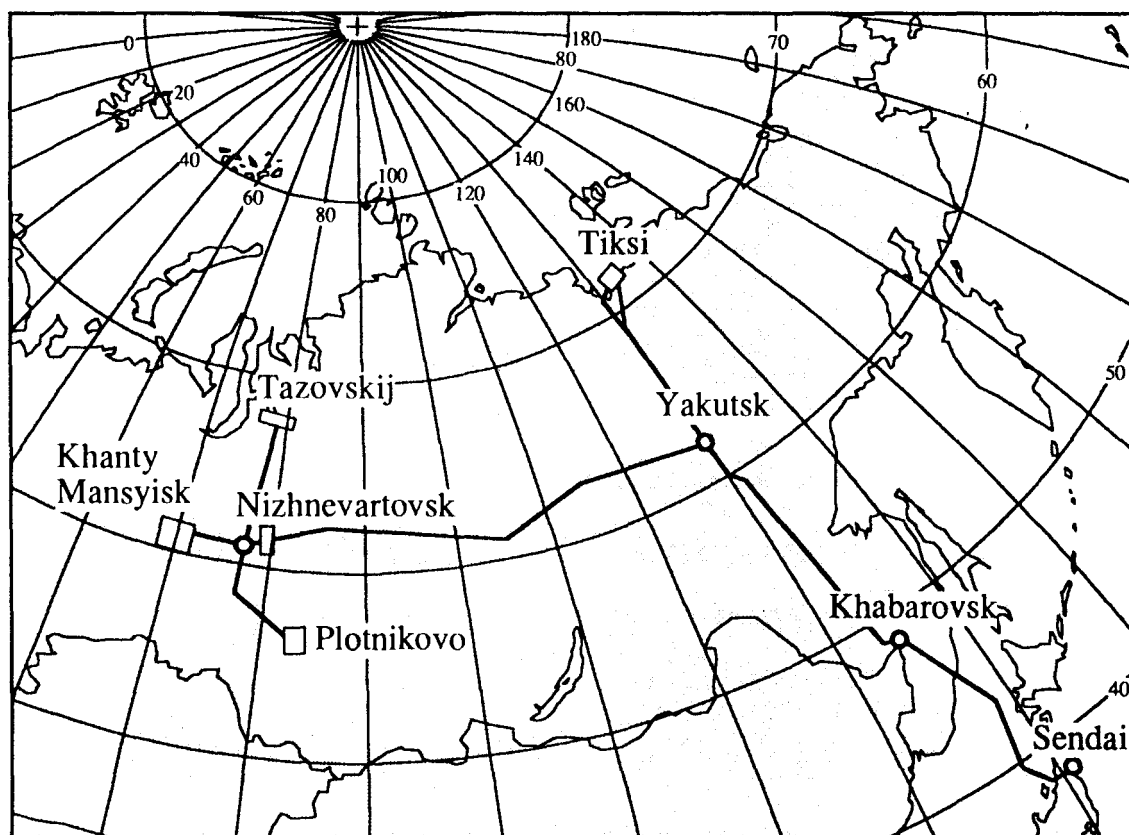 0
180
70
60
80
20
160
40
140
100
60
120
80
Tiksi
50
Tazovskij
Yakutsk
Khanty
Mansyisk
Nizhnevartovsk
Khabarovsk
Plotnikovo
40
Sendai